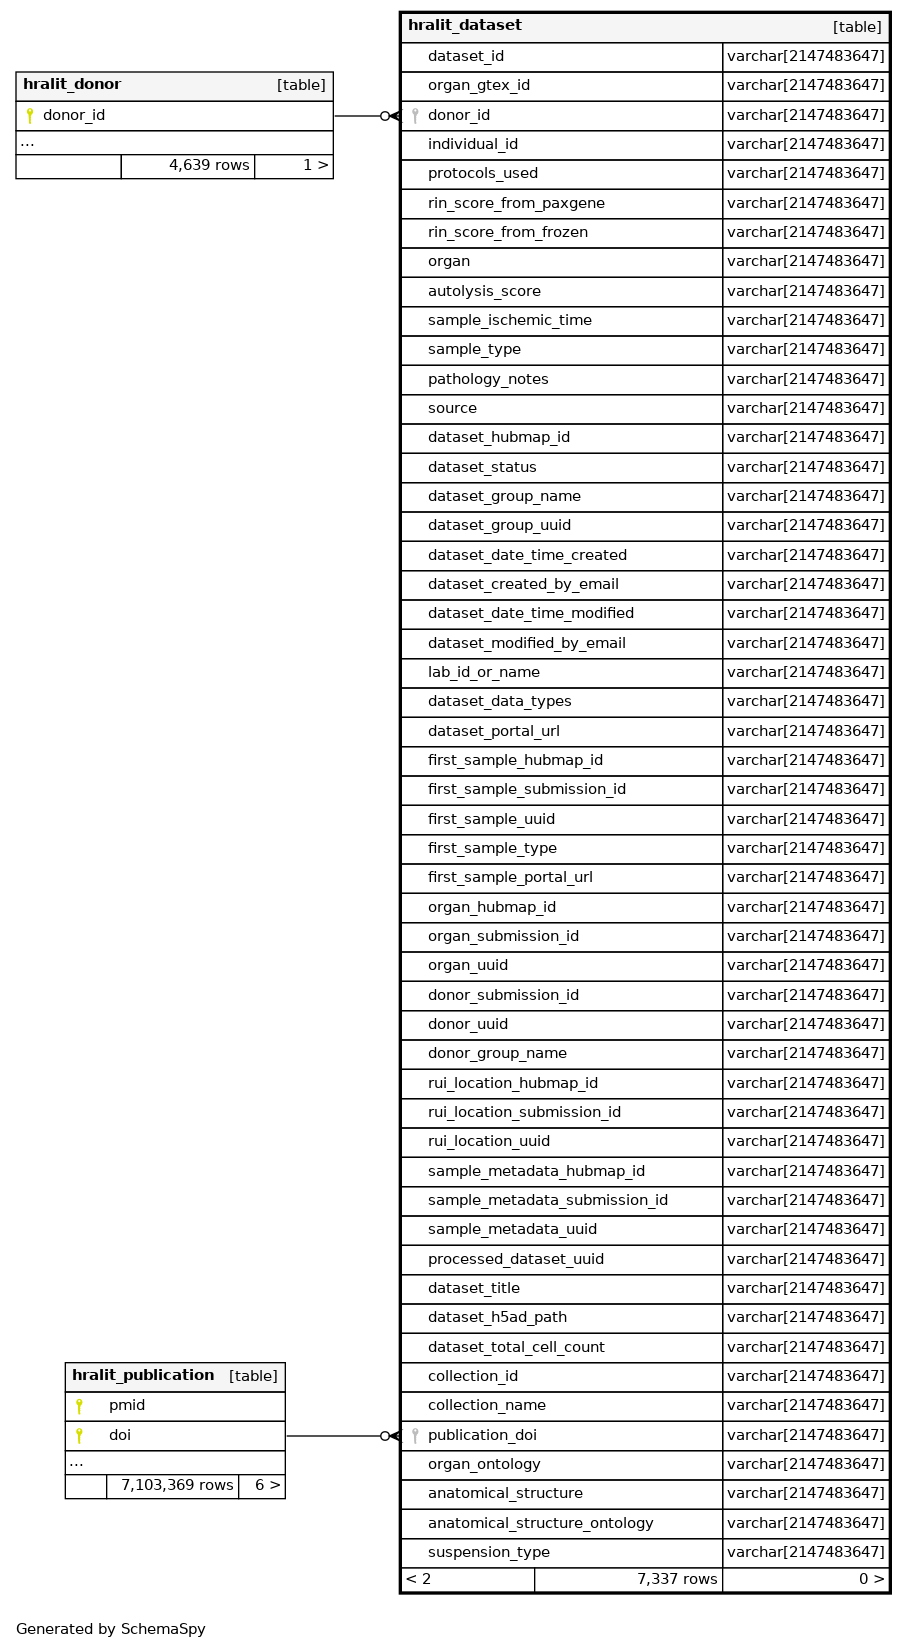 hralit_donor [table]
donor_id
...
4,639 rows 1 >
hralit_dataset [table]
dataset_id varchar[2147483647]
organ_gtex_id varchar[2147483647]
donor_id varchar[2147483647]
individual_id varchar[2147483647]
protocols_used varchar[2147483647]
rin_score_from_paxgene varchar[2147483647]
rin_score_from_frozen varchar[2147483647]
organ varchar[2147483647]
autolysis_score varchar[2147483647]
sample_ischemic_time varchar[2147483647]
sample_type varchar[2147483647]
pathology_notes varchar[2147483647]
source varchar[2147483647]
dataset_hubmap_id varchar[2147483647]
dataset_status varchar[2147483647]
dataset_group_name varchar[2147483647]
dataset_group_uuid varchar[2147483647]
dataset_date_time_created varchar[2147483647]
dataset_created_by_email varchar[2147483647]
dataset_date_time_modified varchar[2147483647]
dataset_modified_by_email varchar[2147483647]
lab_id_or_name varchar[2147483647]
dataset_data_types varchar[2147483647]
dataset_portal_url varchar[2147483647]
first_sample_hubmap_id varchar[2147483647]
first_sample_submission_id varchar[2147483647]
first_sample_uuid varchar[2147483647]
first_sample_type varchar[2147483647]
first_sample_portal_url varchar[2147483647]
organ_hubmap_id varchar[2147483647]
organ_submission_id varchar[2147483647]
organ_uuid varchar[2147483647]
donor_submission_id varchar[2147483647]
donor_uuid varchar[2147483647]
donor_group_name varchar[2147483647]
rui_location_hubmap_id varchar[2147483647]
rui_location_submission_id varchar[2147483647]
rui_location_uuid varchar[2147483647]
sample_metadata_hubmap_id varchar[2147483647]
sample_metadata_submission_id varchar[2147483647]
sample_metadata_uuid varchar[2147483647]
processed_dataset_uuid varchar[2147483647]
dataset_title varchar[2147483647]
dataset_h5ad_path varchar[2147483647]
dataset_total_cell_count varchar[2147483647]
collection_id varchar[2147483647]
collection_name varchar[2147483647]
publication_doi varchar[2147483647]
organ_ontology varchar[2147483647]
anatomical_structure varchar[2147483647]
anatomical_structure_ontology varchar[2147483647]
suspension_type varchar[2147483647]
< 2 7,337 rows 0 >
hralit_publication [table]
pmid
doi
...
7,103,369 rows 6 >
Generated by SchemaSpy